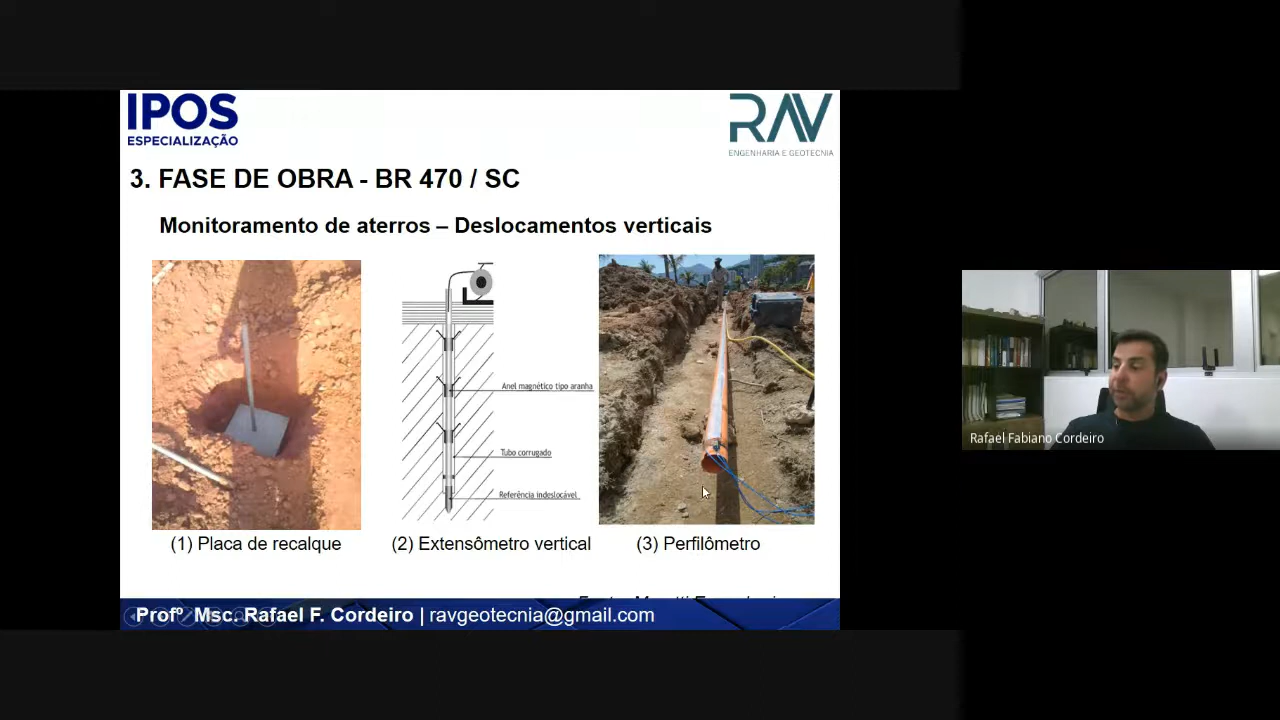 IPOS
ESPECIALIZAÇÃO
RAV
ENGENHARIA E GEOTECNIA
3. FASE DE OBRA - BR 470 / SC
Monitoramento de aterros – Deslocamentos verticais
Anel magnético tipo aranha
Tubo corrugado
Referência indeslocável
(1) Placa de recalque
(2) Extensômetro vertical
(3) Perfilômetro
Profº Msc. Rafael F. Cordeiro | ravgeotecnia@gmail.com
Rafael Fabiano Cordeiro